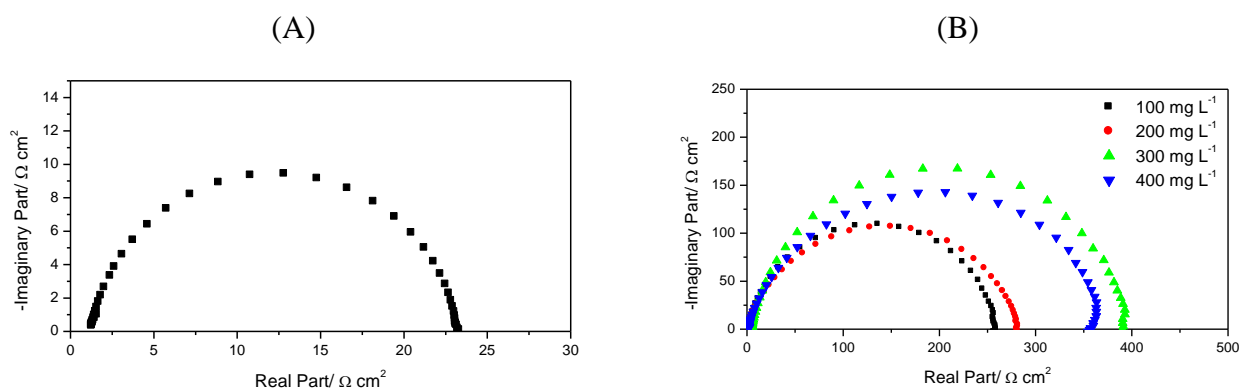 (A)
(B)
-Imaginary Part/ Ω cm²
14
12
10
8
6
4
2
0
0 5 10 15 20 25 30
Real Part/ Ω cm²
-Imaginary Part/ Ω cm²
250
200
150
100
50
0
0 100 200 300 400 500
Real Part/ Ω cm²
100 mg L⁻¹
200 mg L⁻¹
300 mg L⁻¹
400 mg L⁻¹